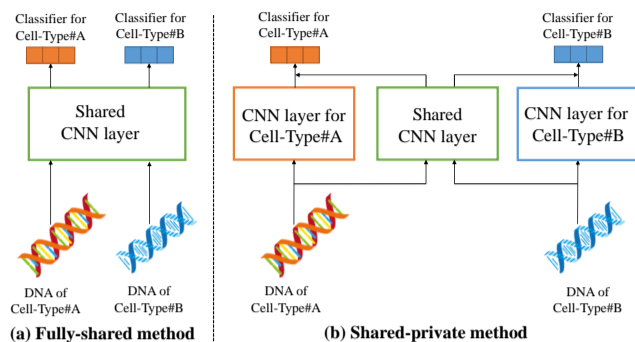 Classifier for
Cell-Type#A
Classifier for
Cell-Type#B
Shared
CNN layer
DNA of
Cell-Type#A
DNA of
Cell-Type#B
(a) Fully-shared method
Classifier for
Cell-Type#A
Classifier for
Cell-Type#B
CNN layer for
Cell-Type#A
Shared
CNN layer
CNN layer for
Cell-Type#B
DNA of
Cell-Type#A
DNA of
Cell-Type#B
(b) Shared-private method